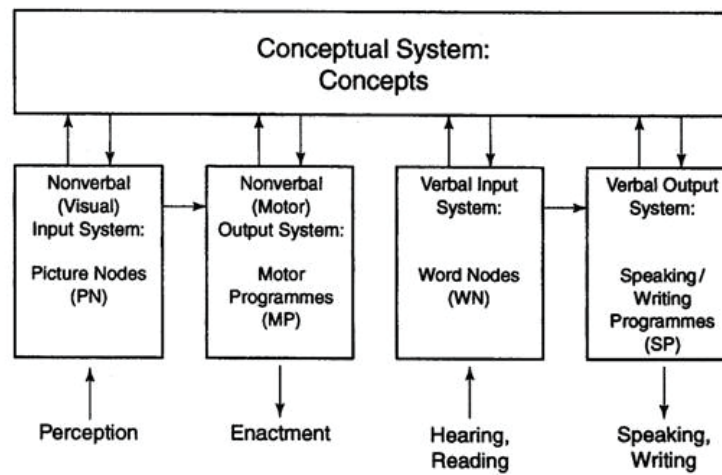 Conceptual System:
Concepts
Nonverbal
(Visual)
Input System:
Picture Nodes
(PN)
Nonverbal
(Motor)
Output System:
Motor
Programmes
(MP)
Verbal Input
System:
Word Nodes
(WN)
Verbal Output
System:
Speaking/
Writing
Programmes
(SP)
Perception
Enactment
Hearing,
Reading
Speaking,
Writing